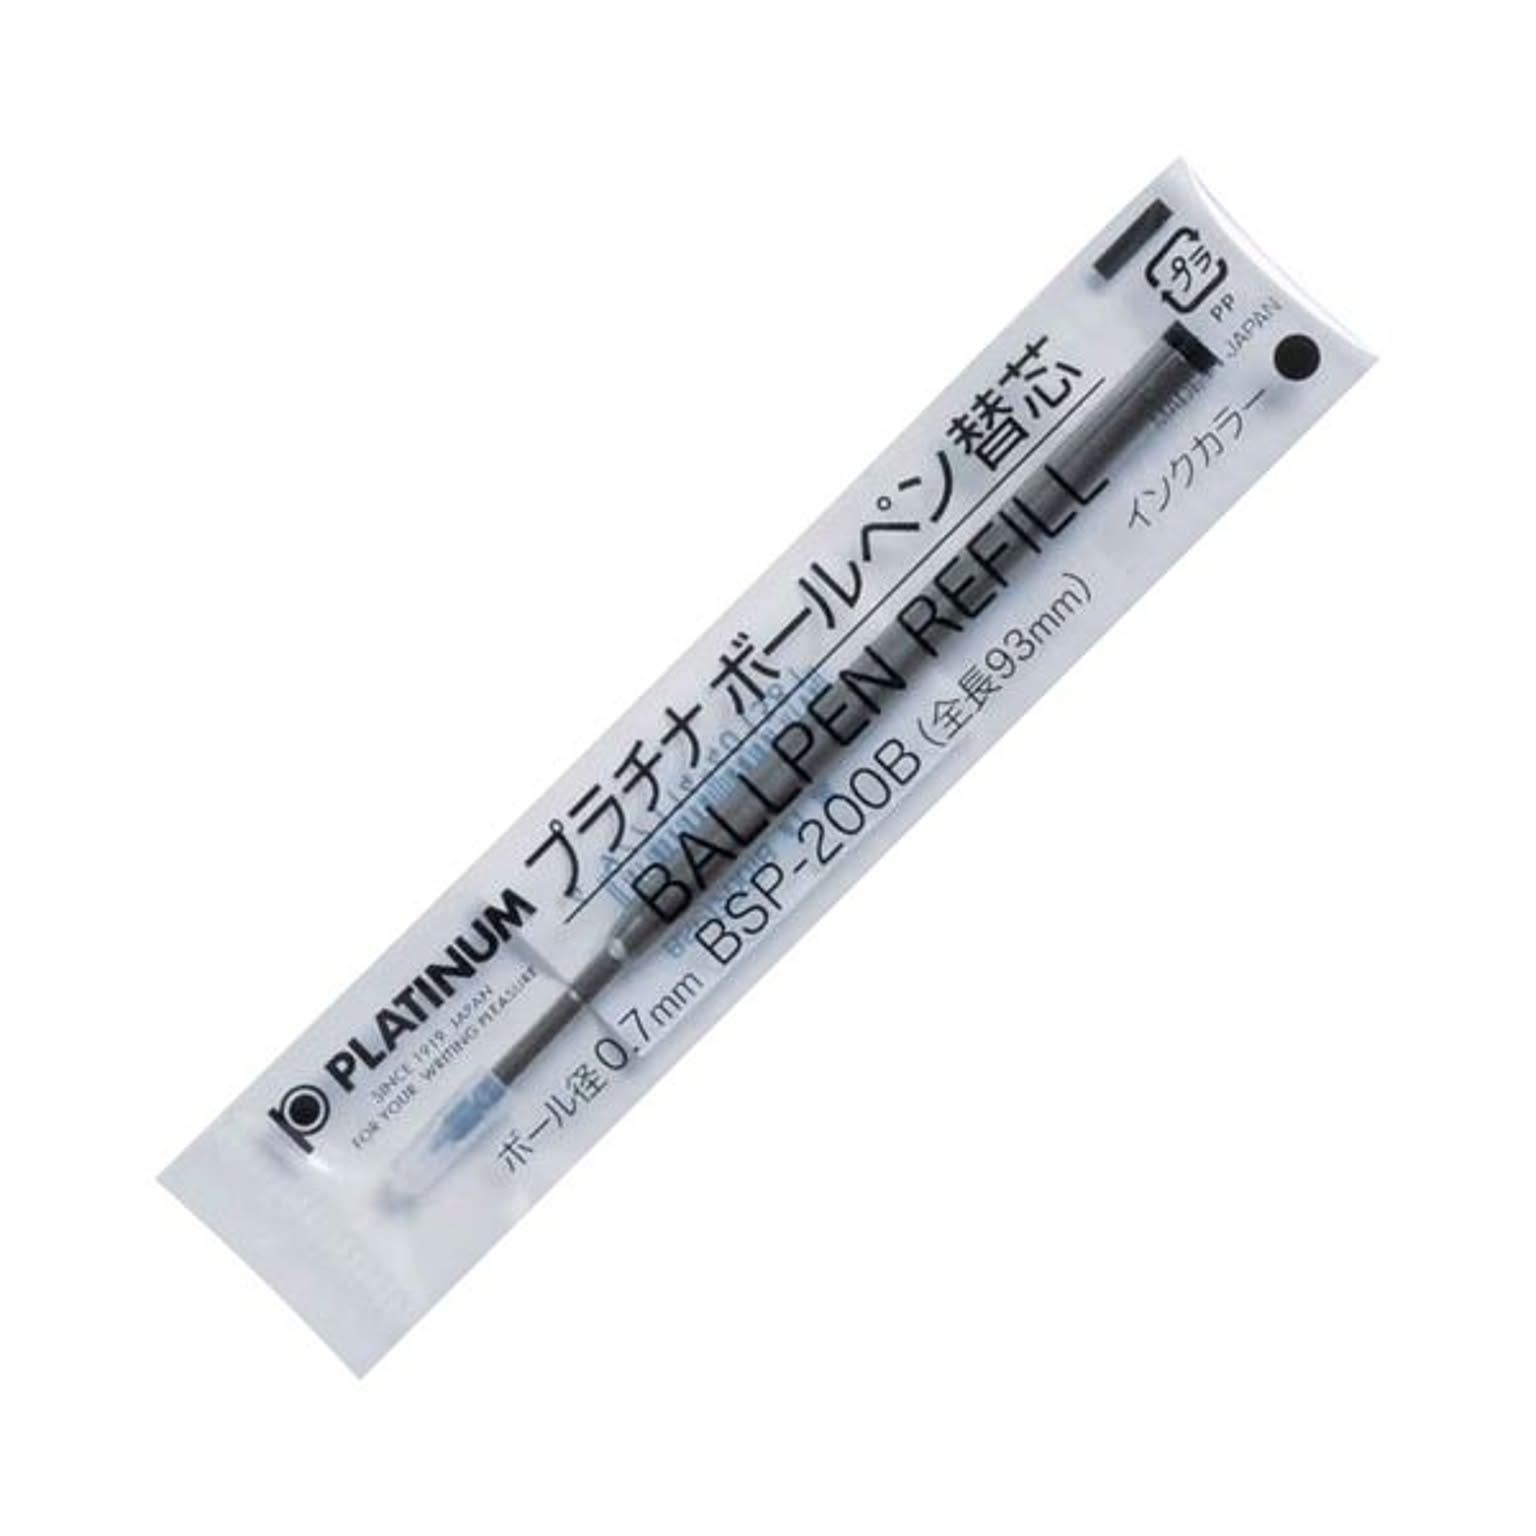 PLATINUM
SINCE 1919, JAPAN
FOR YOUR WRITING PLEASURE
プラチナ ボールペン替芯
BALLPEN REFILL
ボール径0.7mm BSP-200B (全長93mm)
インクカラー
プラ
PP
MADE IN JAPAN